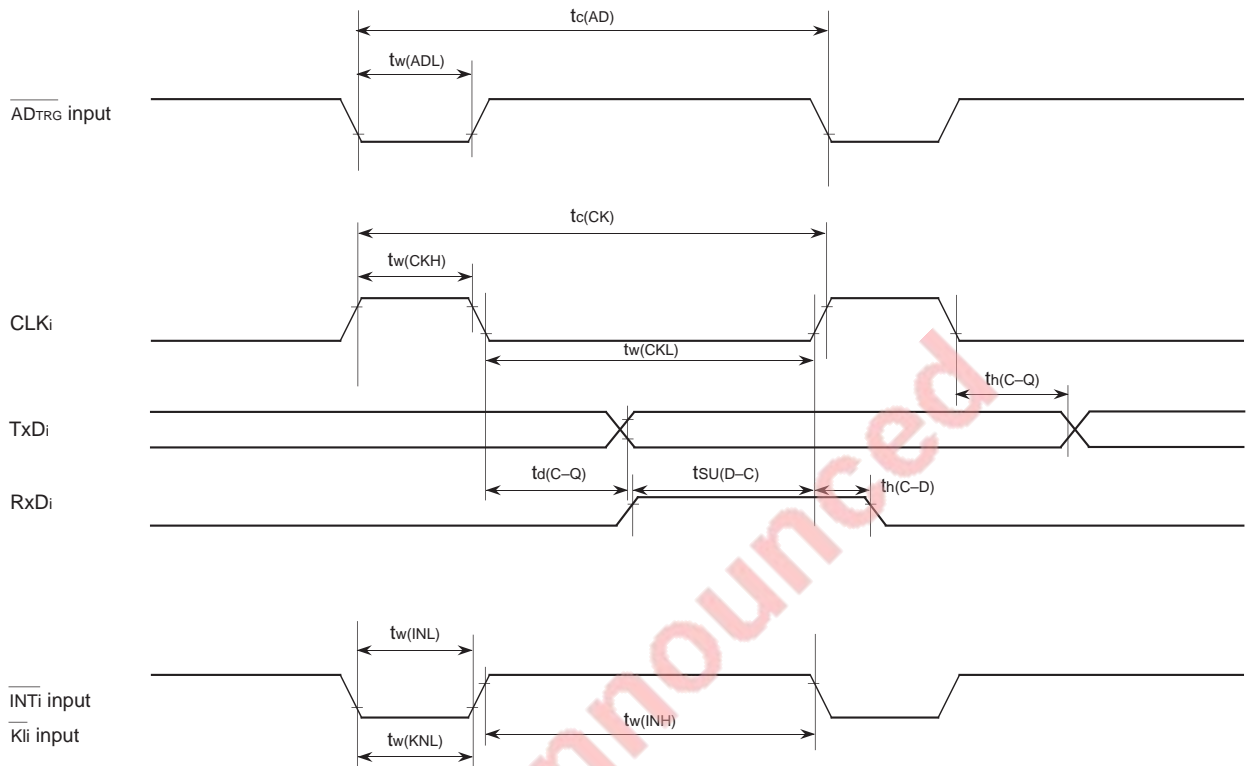 tc(AD)
tw(ADL)
ADTRG input
tc(CK)
tw(CKH)
CLKi
tw(CKL)
th(C–Q)
TxDi
td(C–Q)
tSU(D–C)
th(C–D)
RxDi
tw(INL)
INTi input
tw(INH)
KIi input
tw(KNL)
nnounced